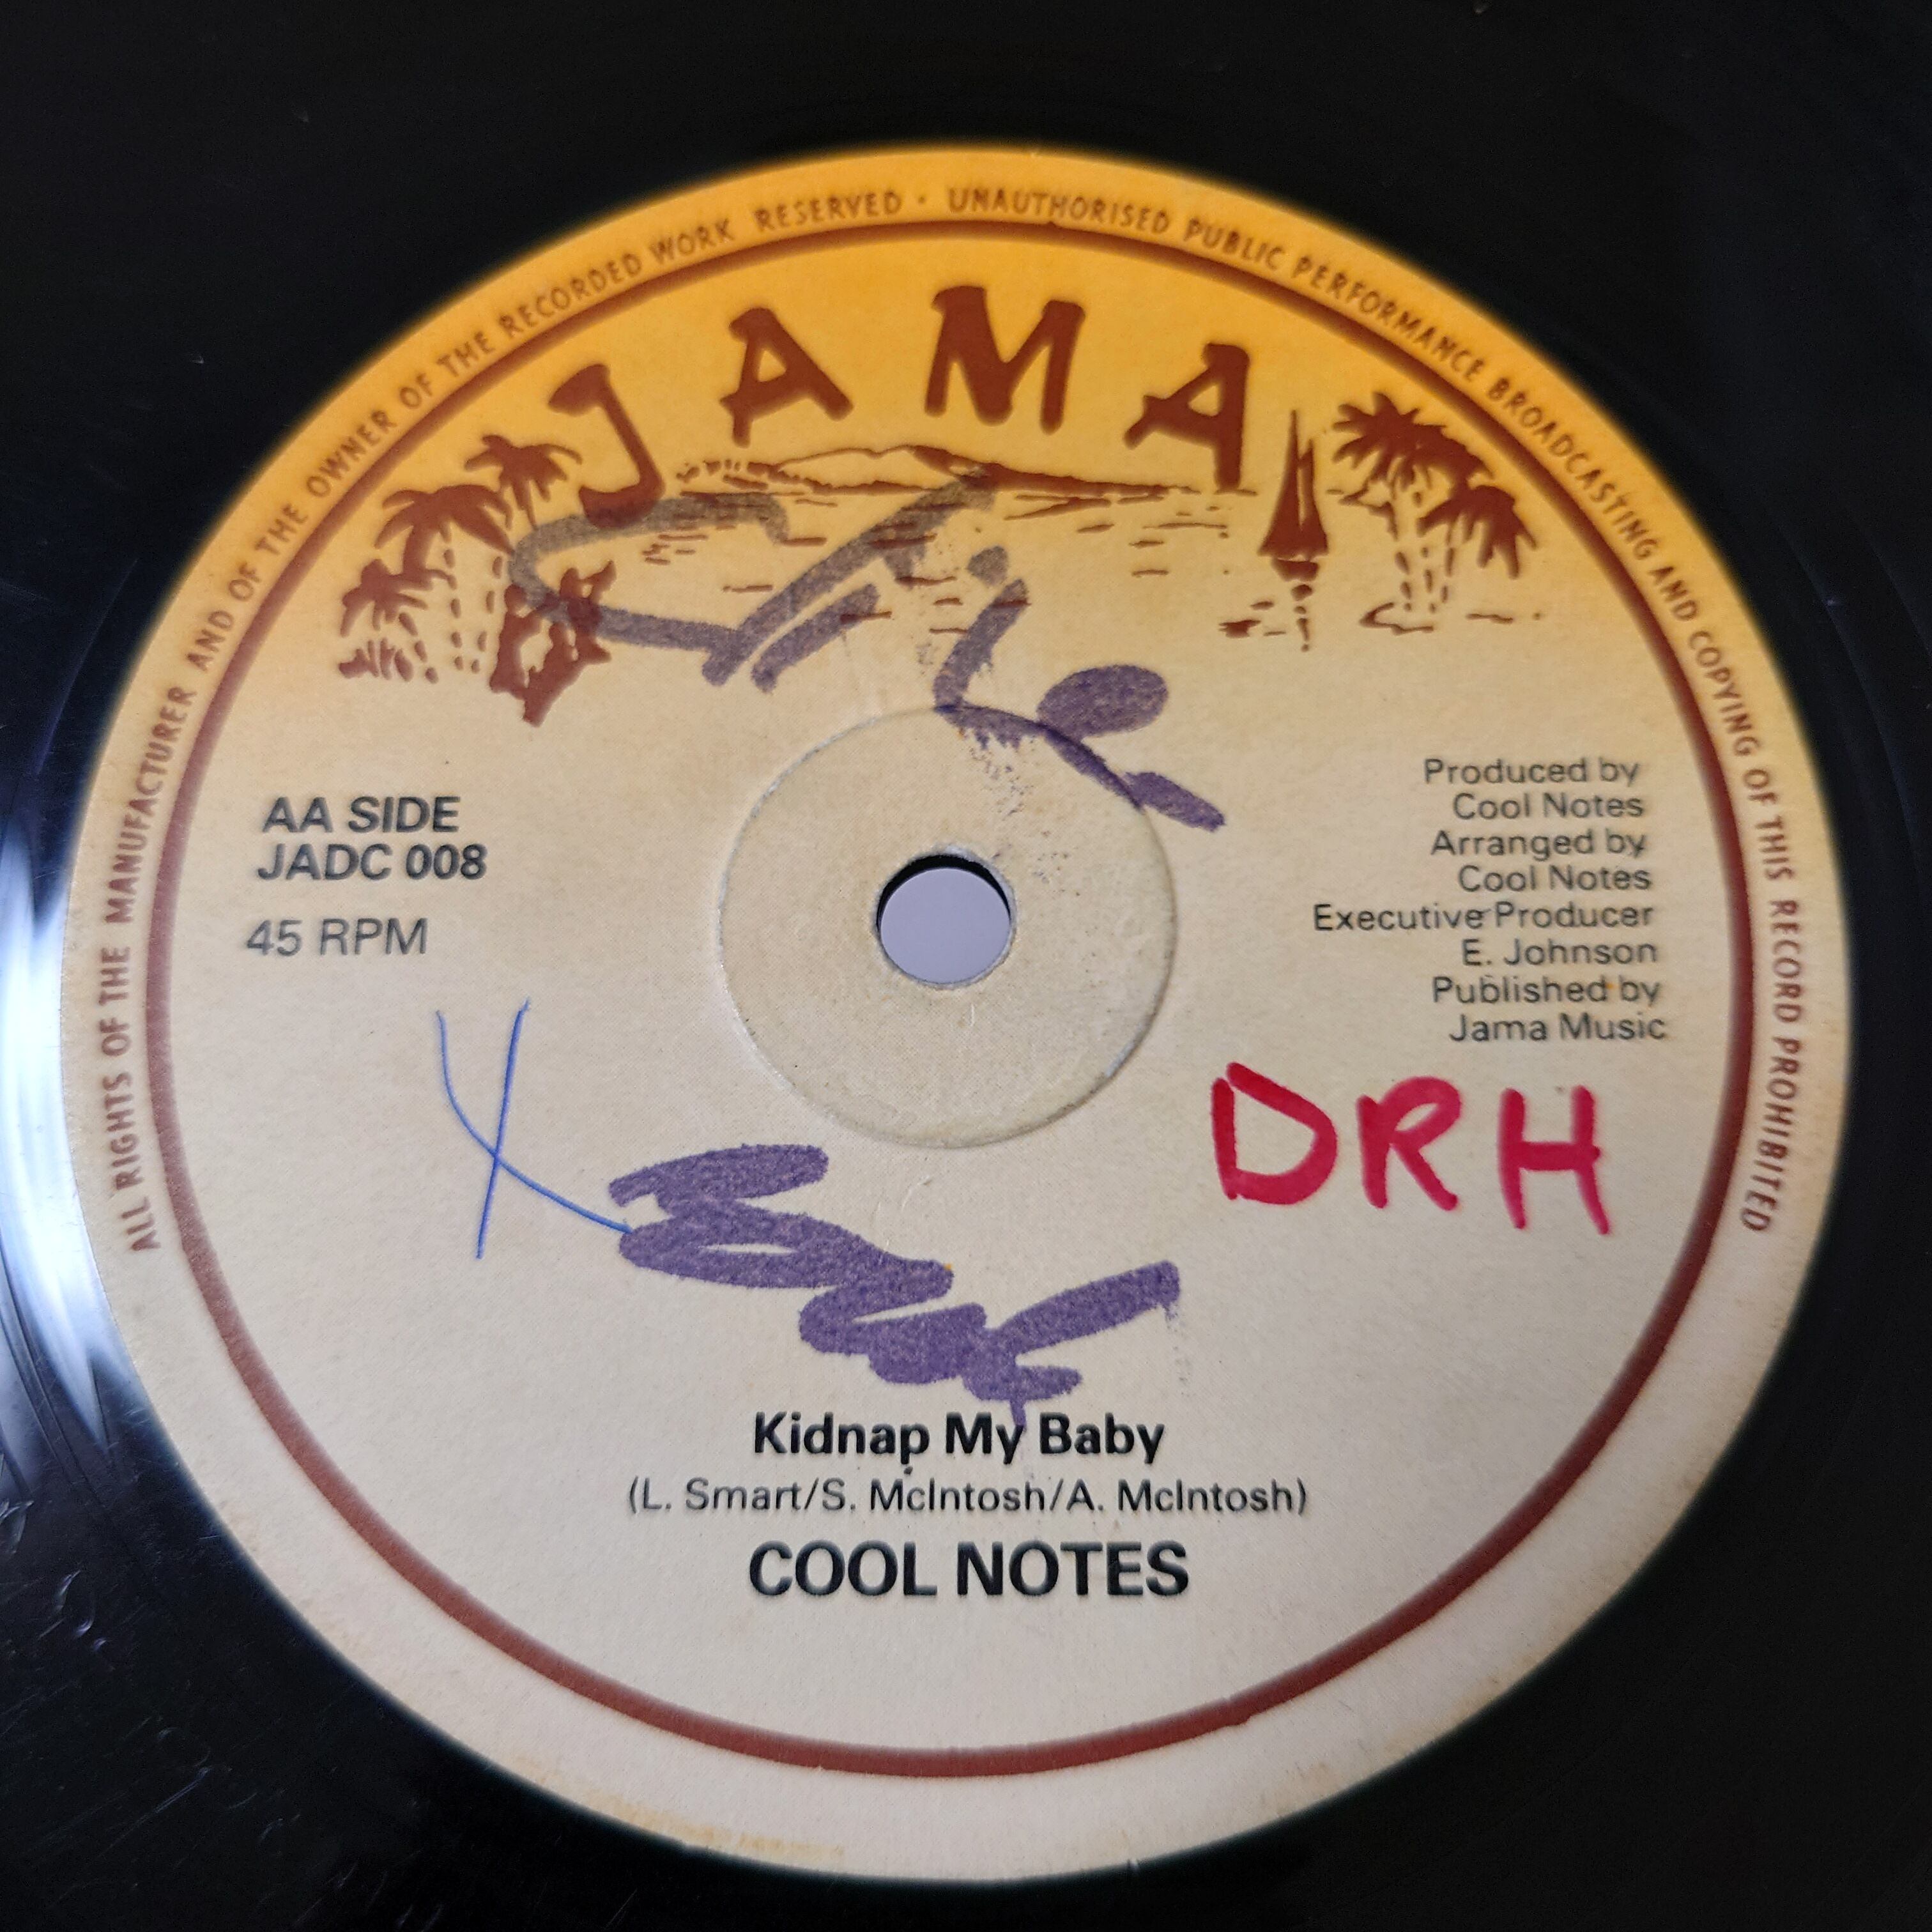 ALL RIGHTS OF THE MANUFACTURER AND OF THE OWNER OF THE RECORDED WORK RESERVED · UNAUTHORISED PUBLIC PERFORMANCE BROADCASTING AND COPYING OF THIS RECORD PROHIBITED
JAMA
AA SIDE
JADC 008
45 RPM
Produced by
Cool Notes
Arranged by
Cool Notes
Executive Producer
E. Johnson
Published by
Jama Music
DRH
Kidnap My Baby
(L. Smart/S. McIntosh/A. McIntosh)
COOL NOTES